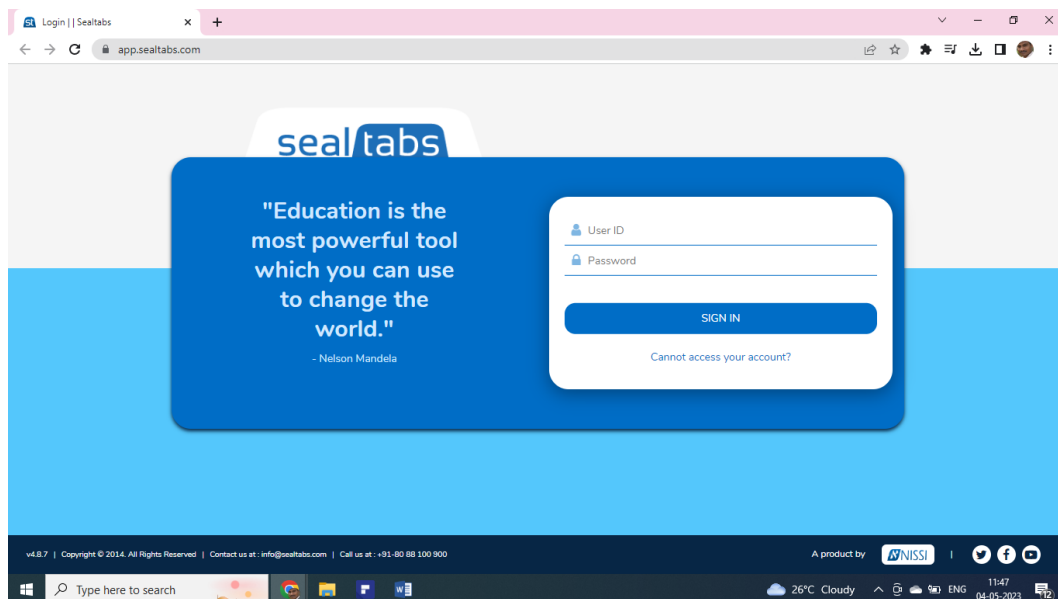 Login || Sealtabs
app.sealtabs.com
sealtabs
"Education is the
most powerful tool
which you can use
to change the
world."
- Nelson Mandela
User ID
Password
SIGN IN
Cannot access your account?
v4.8.7 | Copyright © 2014. All Rights Reserved | Contact us at : info@sealtabs.com | Call us at : +91-80 88 100 900
A product by NNISSI |
Type here to search
26°C Cloudy
ENG
11:47
04-05-2023
12